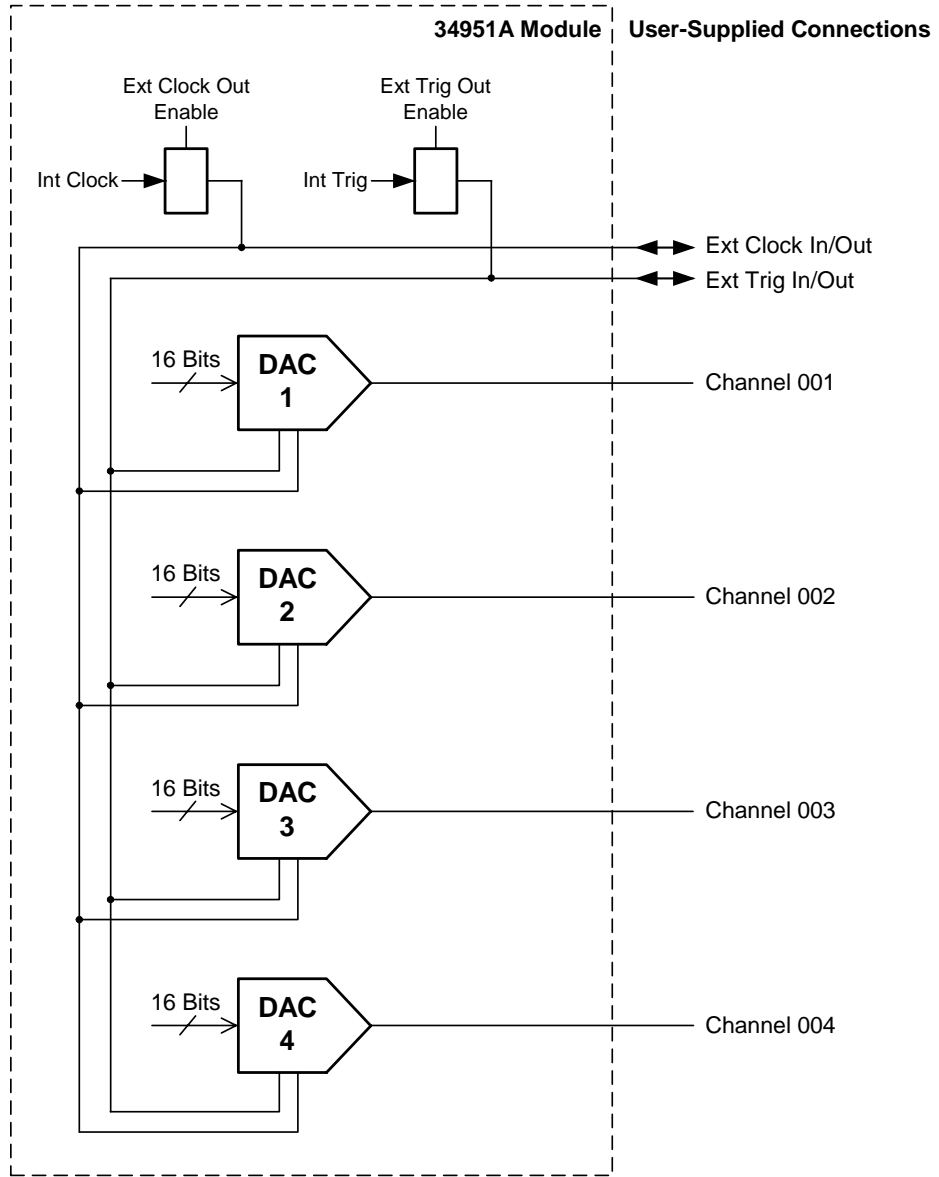 34951A Module
User-Supplied Connections
Ext Clock Out
Enable
Ext Trig Out
Enable
Int Clock
Int Trig
Ext Clock In/Out
Ext Trig In/Out
16 Bits
DAC
1
Channel 001
16 Bits
DAC
2
Channel 002
16 Bits
DAC
3
Channel 003
16 Bits
DAC
4
Channel 004